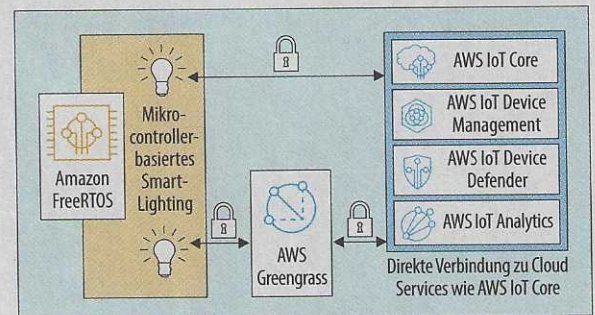 Amazon
FreeRTOS
Mikro-
controller-
basiertes
Smart-
Lighting
AWS
Greengrass
AWS IoT Core
AWS IoT Device
Management
AWS IoT Device
Defender
AWS IoT Analytics
Direkte Verbindung zu Cloud
Services wie AWS IoT Core